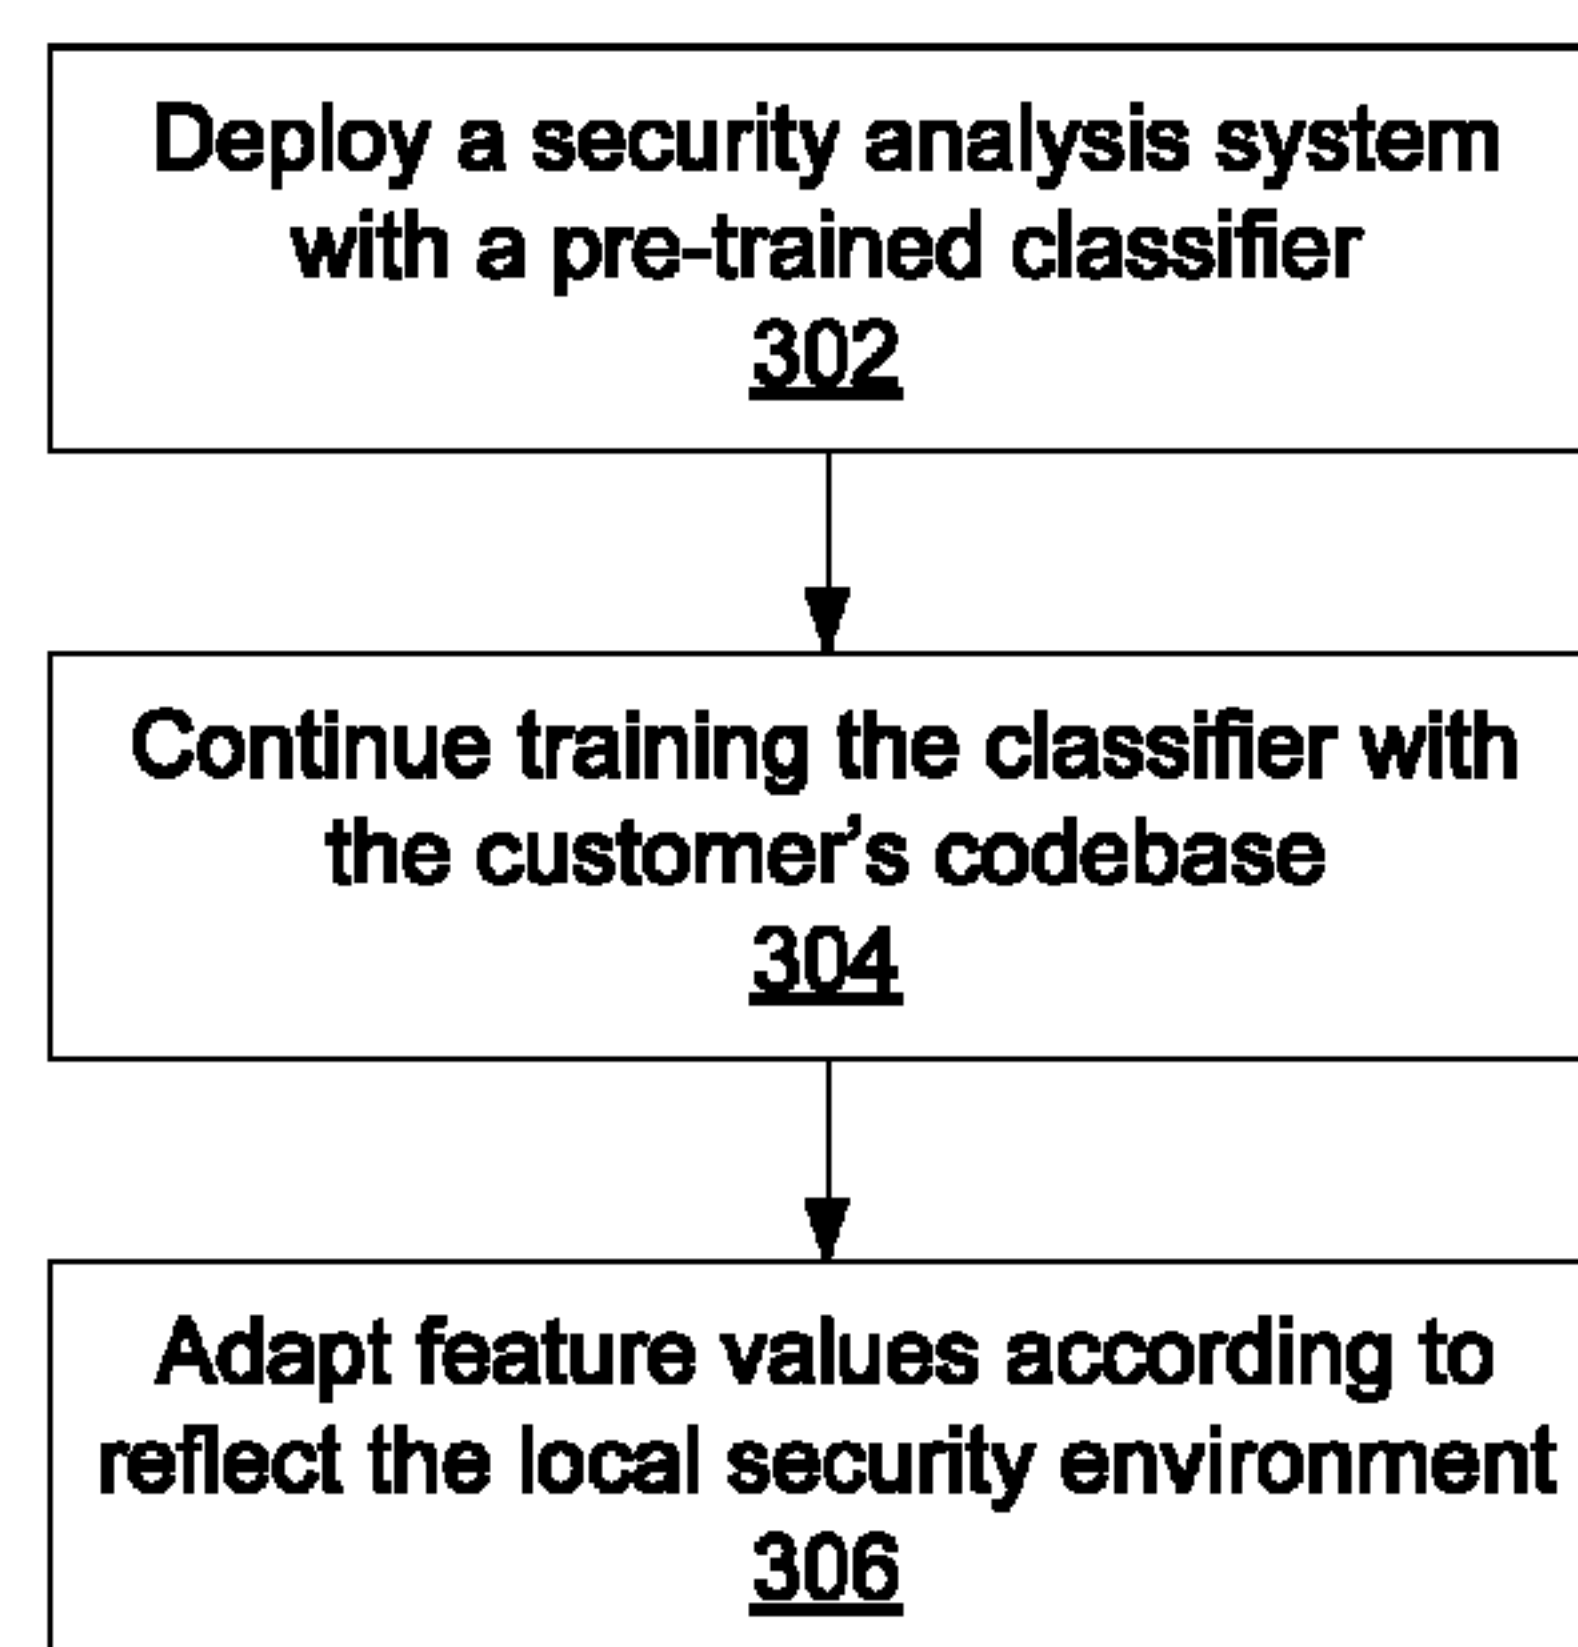 Deploy a security analysis system
with a pre-trained classifier
302
Continue training the classifier with
the customer’s codebase
304
Adapt feature values according to
reflect the local security environment
306